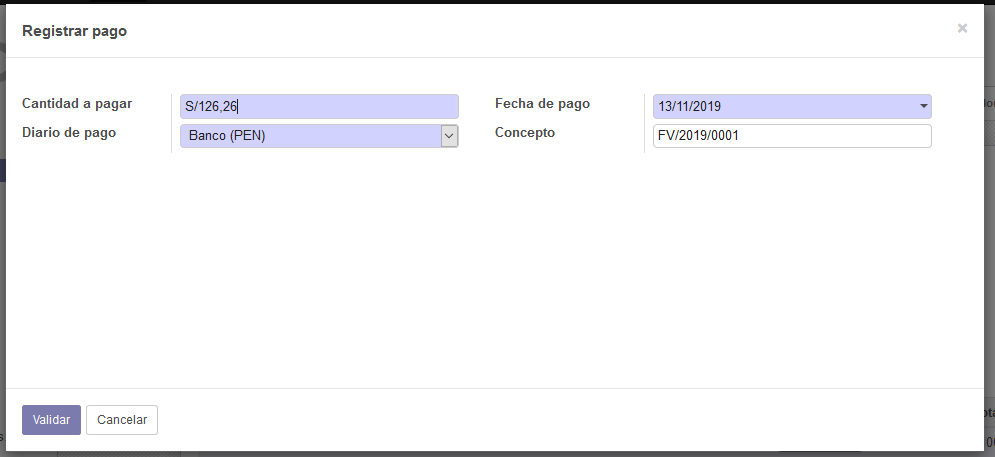 Registrar pago ×
Cantidad a pagar S/126,26 Fecha de pago 13/11/2019
Diario de pago Banco (PEN) Concepto FV/2019/0001
Validar Cancelar